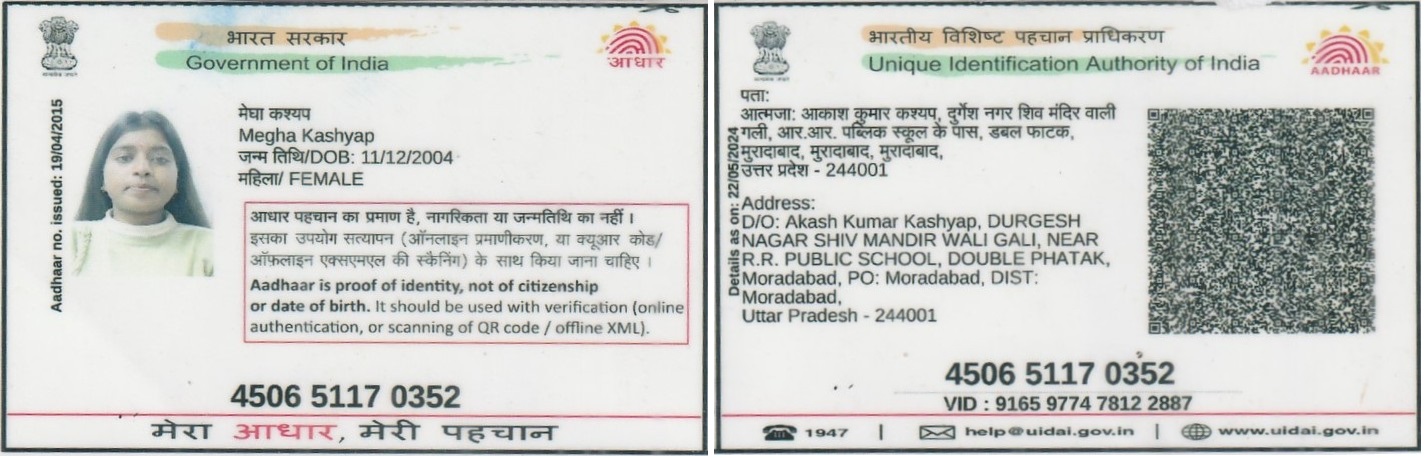 भारत सरकार
Government of India
आधार
Aadhaar no. issued: 19/04/2015
मेघा कश्यप
Megha Kashyap
जन्म तिथि/DOB: 11/12/2004
महिला/ FEMALE
आधार पहचान का प्रमाण है, नागरिकता या जन्मतिथि का नहीं ।
इसका उपयोग सत्यापन (ऑनलाइन प्रमाणीकरण, या क्यूआर कोड/
ऑफ़लाइन एक्सएमएल की स्कैनिंग) के साथ किया जाना चाहिए ।
Aadhaar is proof of identity, not of citizenship
or date of birth. It should be used with verification (online
authentication, or scanning of QR code / offline XML).
4506 5117 0352
मेरा आधार, मेरी पहचान
भारतीय विशिष्ट पहचान प्राधिकरण
Unique Identification Authority of India
AADHAAR
Details as on: 22/05/2024
पता:
आत्मजा: आकाश कुमार कश्यप, दुर्गेश नगर शिव मंदिर वाली
गली, आर.आर. पब्लिक स्कूल के पास, डबल फाटक,
मुरादाबाद, मुरादाबाद, मुरादाबाद,
उत्तर प्रदेश - 244001
Address:
D/O: Akash Kumar Kashyap, DURGESH
NAGAR SHIV MANDIR WALI GALI, NEAR
R.R. PUBLIC SCHOOL, DOUBLE PHATAK,
Moradabad, PO: Moradabad, DIST:
Moradabad,
Uttar Pradesh - 244001
4506 5117 0352
VID : 9165 9774 7812 2887
1947 | help@uidai.gov.in | www.uidai.gov.in